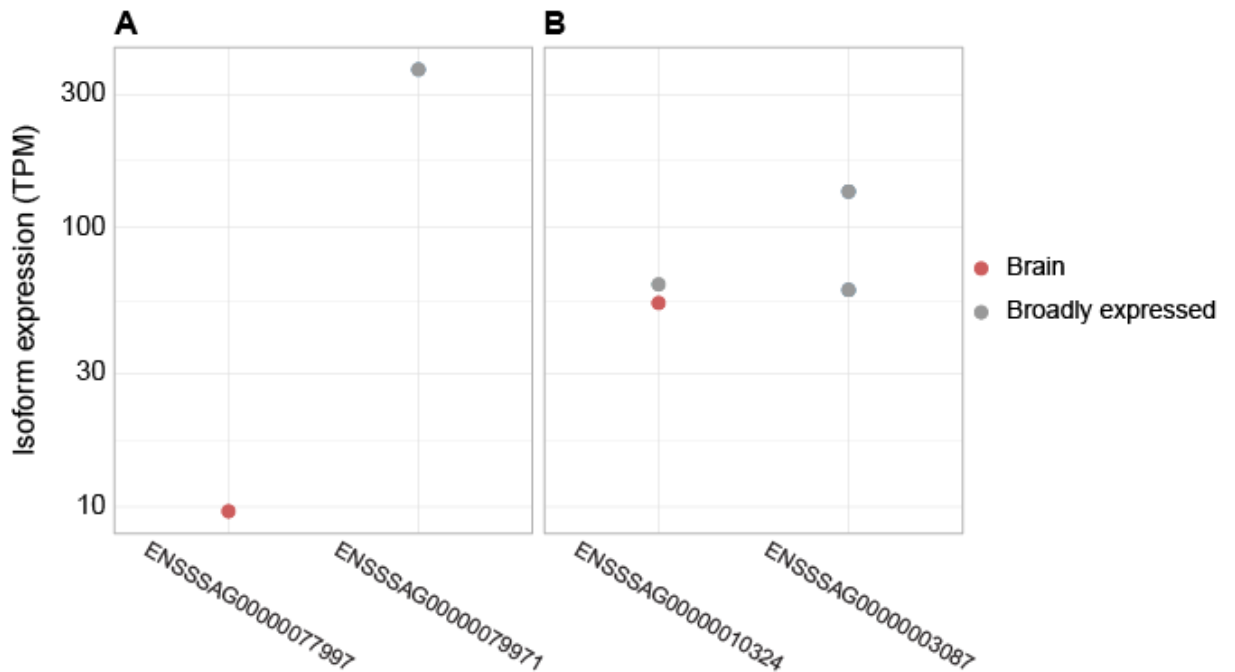 A
B
Isoform expression (TPM)
300
100
30
10
ENSSSAG00000077997
ENSSSAG00000079971
ENSSSAG00000010324
ENSSSAG00000003087
Brain
Broadly expressed